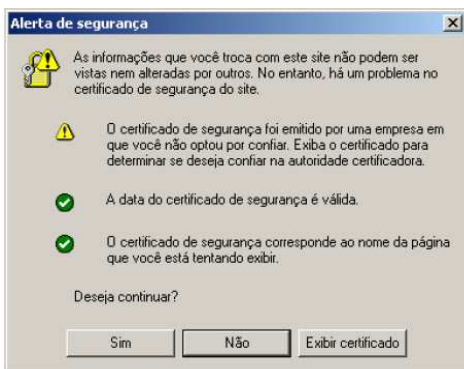 Alerta de segurança
As informações que você troca com este site não podem ser
vistas nem alteradas por outros. No entanto, há um problema no
certificado de segurança do site.
O certificado de segurança foi emitido por uma empresa em
que você não optou por confiar. Exiba o certificado para
determinar se deseja confiar na autoridade certificadora.
A data do certificado de segurança é válida.
O certificado de segurança corresponde ao nome da página
que você está tentando exibir.
Deseja continuar?
Sim Não Exibir certificado